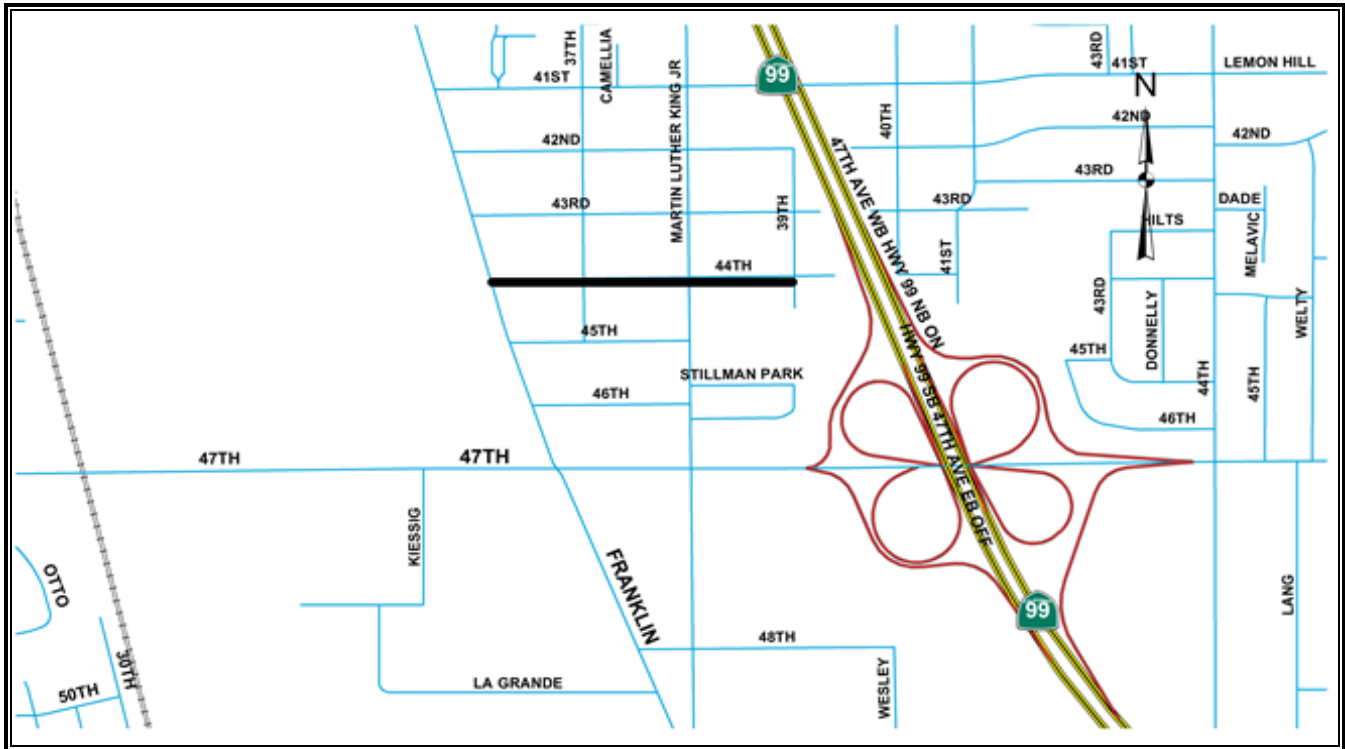 37TH
CAMELLIA
MARTIN LUTHER KING JR
99
43RD
41ST
LEMON HILL
41ST
N
42ND
42ND
40TH
42ND
47TH AVE WB HWY 99 NB ON
43RD
43RD
39TH
43RD
DADE
HILTS
MELAVIC
44TH
41ST
43RD
DONNELLY
WELTY
45TH
HWY 99 SB 47TH AVE EB OFF
45TH
44TH
45TH
STILLMAN PARK
46TH
46TH
47TH
47TH
KIESSIG
FRANKLIN
OTTO
LANG
99
48TH
30TH
50TH
LA GRANDE
WESLEY